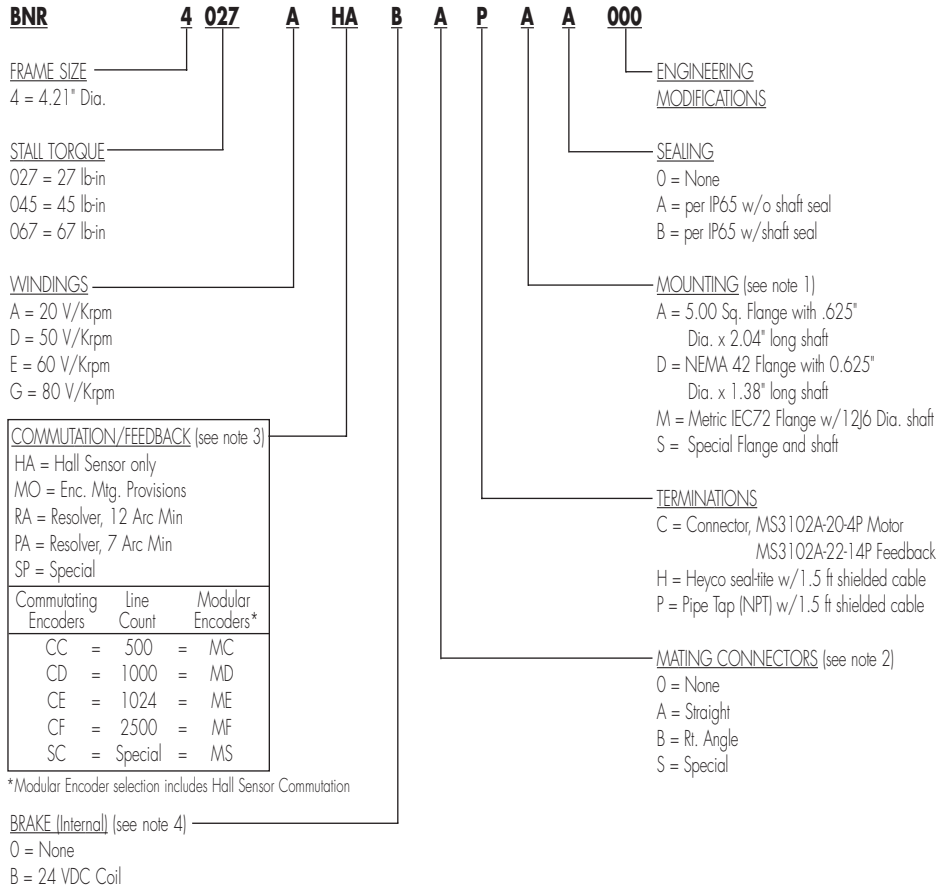 BNR 4 027 A HA B A P A A 000
FRAME SIZE
4 = 4.21" Dia.
STALL TORQUE
027 = 27 lb-in
045 = 45 lb-in
067 = 67 lb-in
WINDINGS
A = 20 V/Krpm
D = 50 V/Krpm
E = 60 V/Krpm
G = 80 V/Krpm
COMMUTATION/FEEDBACK (see note 3)
HA = Hall Sensor only
MO = Enc. Mtg. Provisions
RA = Resolver, 12 Arc Min
PA = Resolver, 7 Arc Min
SP = Special
Commutating Line Modular
Encoders Count Encoders*
CC = 500 = MC
CD = 1000 = MD
CE = 1024 = ME
CF = 2500 = MF
SC = Special = MS
*Modular Encoder selection includes Hall Sensor Commutation
BRAKE (Internal) (see note 4)
0 = None
B = 24 VDC Coil
ENGINEERING
MODIFICATIONS
SEALING
0 = None
A = per IP65 w/o shaft seal
B = per IP65 w/shaft seal
MOUNTING (see note 1)
A = 5.00 Sq. Flange with .625"
Dia. x 2.04" long shaft
D = NEMA 42 Flange with 0.625"
Dia. x 1.38" long shaft
M = Metric IEC72 Flange w/12J6 Dia. shaft
S = Special Flange and shaft
TERMINATIONS
C = Connector, MS3102A-20-4P Motor
MS3102A-22-14P Feedback
H = Heyco seal-tite w/1.5 ft shielded cable
P = Pipe Tap (NPT) w/1.5 ft shielded cable
MATING CONNECTORS (see note 2)
0 = None
A = Straight
B = Rt. Angle
S = Special